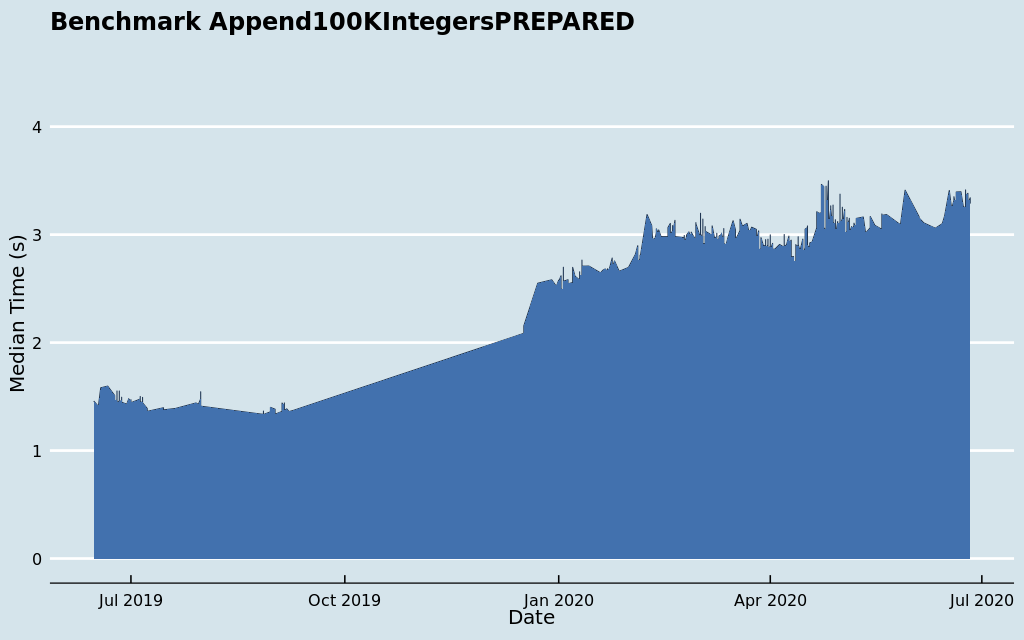 Benchmark Append100KIntegersPREPARED
4
3
2
1
0
Median Time (s)
Jul 2019
Oct 2019
Jan 2020
Apr 2020
Jul 2020
Date